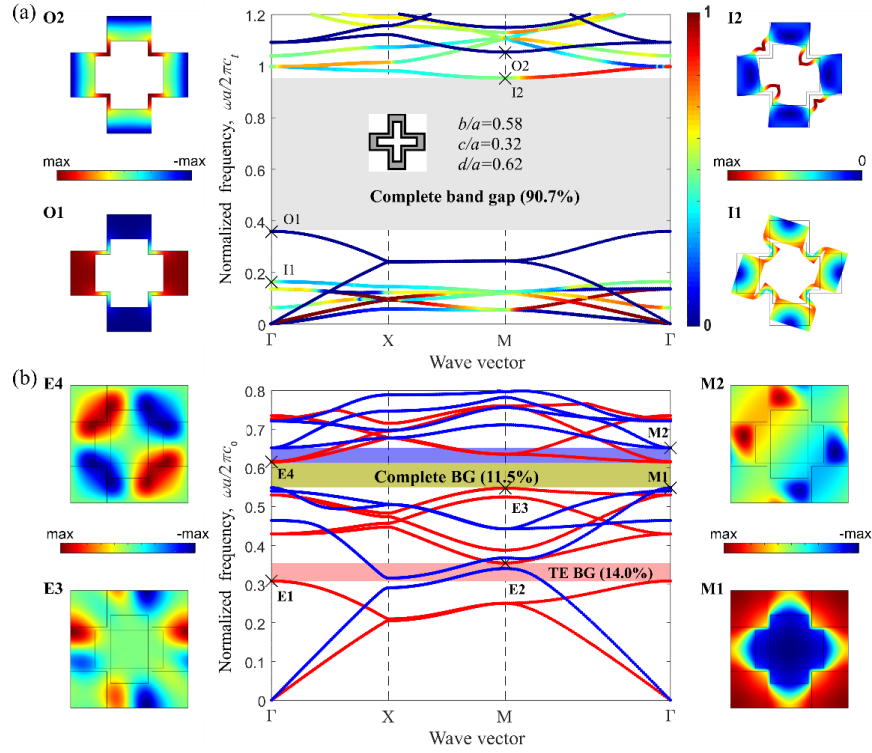 (a)
O2
max
-max
O1
Normalized frequency, ωa/2πc_t
1.2
1
0.8
0.6
0.4
0.2
0
b/a=0.58
c/a=0.32
d/a=0.62
Complete band gap (90.7%)
O2
I2
O1
I1
Γ
X
M
Γ
Wave vector
1
0
I2
max
0
I1
(b)
E4
max
-max
E3
Normalized frequency, ωa/2πc₀
0.8
0.7
0.6
0.5
0.4
0.3
0.2
0.1
0
M2
E4
Complete BG (11.5%)
M1
E3
TE BG (14.0%)
E1
E2
Γ
X
M
Γ
Wave vector
M2
max
-max
M1